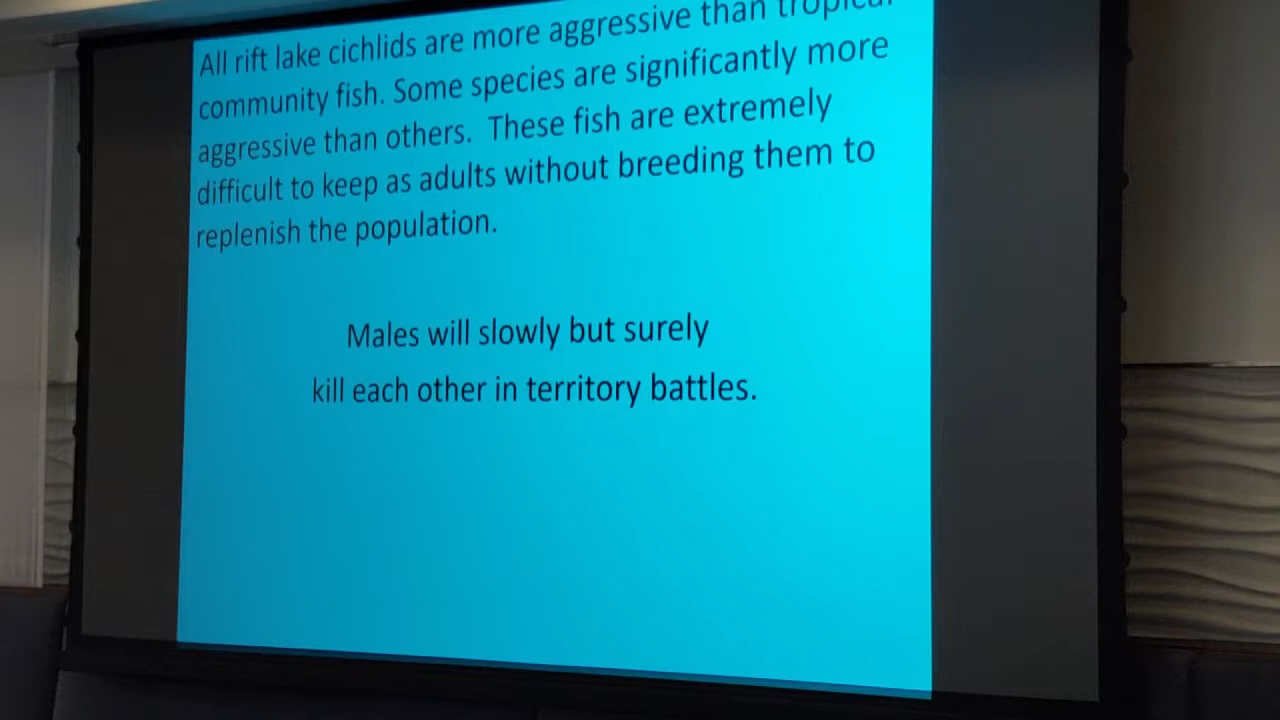 All rift lake cichlids are more aggressive than tropical
community fish. Some species are significantly more
aggressive than others. These fish are extremely
difficult to keep as adults without breeding them to
replenish the population.
Males will slowly but surely
kill each other in territory battles.